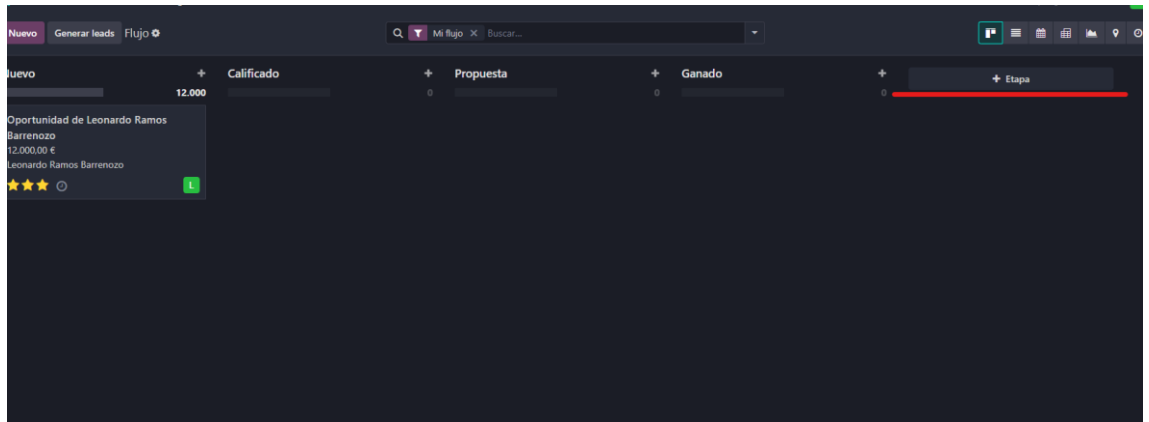 Nuevo Generar leads Flujo Mi flujo × Buscar...
uevo + Calificado + Propuesta + Ganado + + Etapa
12.000 0 0 0
Oportunidad de Leonardo Ramos
Barrenozo
12.000,00 €
Leonardo Ramos Barrenozo
L